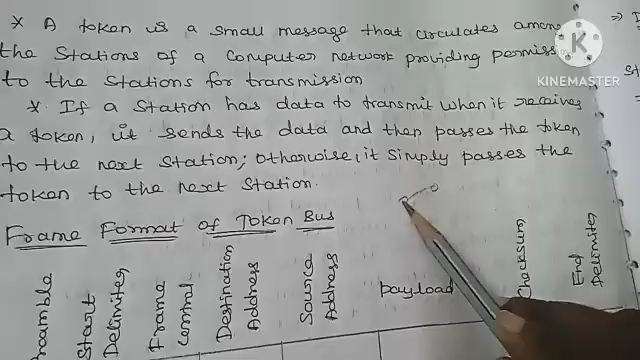 * A token is a small message that circulates among
the Stations of a computer network providing permiss
to the stations for transmission
* If a station has data to transmit when it receives
a token, it sends the data and then passes the token
to the next station; otherwise, it simply passes the
token to the next station.
Frame Format of Token Bus
Start Delimiter
Frame Control
Destination Address
Source Address
Payload
Checksum
End Delimiter
KINEMASTER